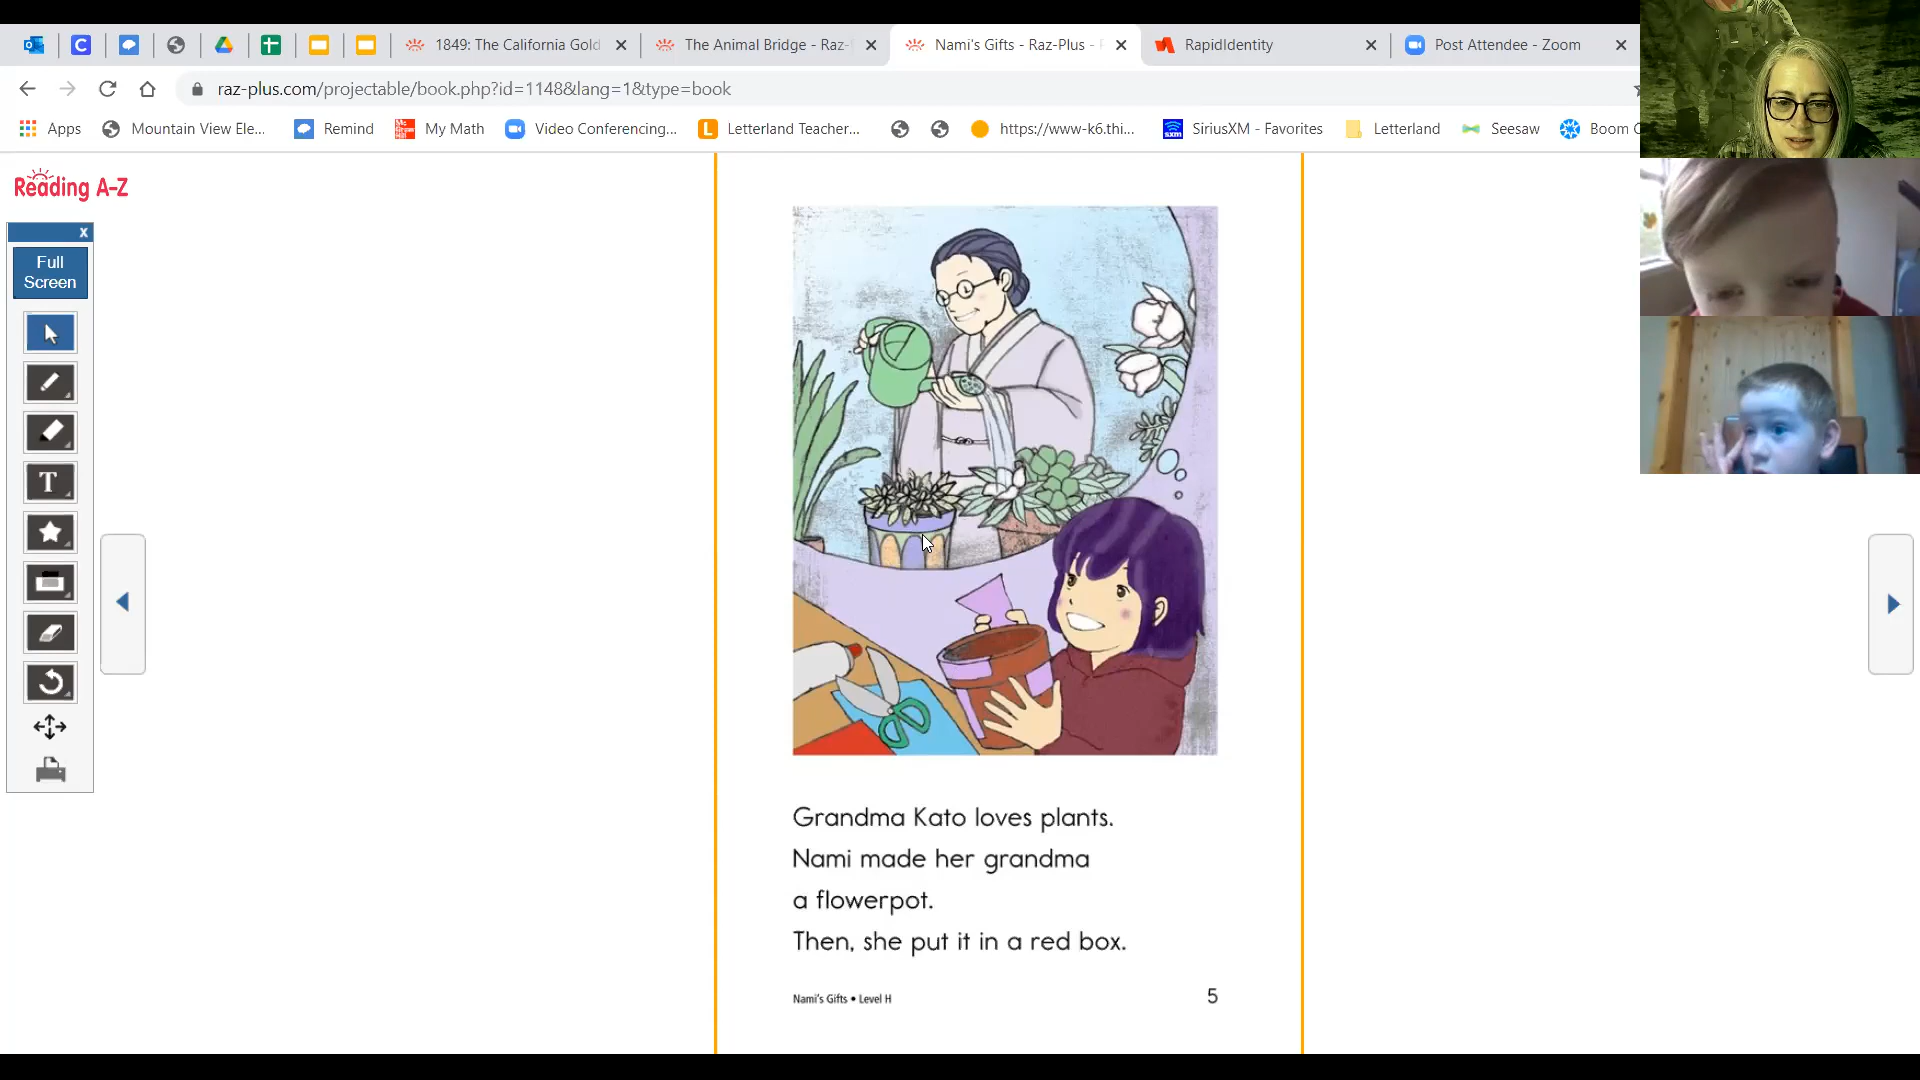 1849: The California Gold
The Animal Bridge - Raz-
Nami's Gifts - Raz-Plus -
RapidIdentity
Post Attendee - Zoom
raz-plus.com/projectable/book.php?id=1148&lang=1&type=book
Apps
Mountain View Ele...
Remind
My Math
Video Conferencing...
Letterland Teacher...
https://www-k6.thi...
SiriusXM - Favorites
Letterland
Seesaw
Boom
Reading A-Z
x
Full
Screen
T
Grandma Kato loves plants.
Nami made her grandma
a flowerpot.
Then, she put it in a red box.
Nami's Gifts • Level H
5